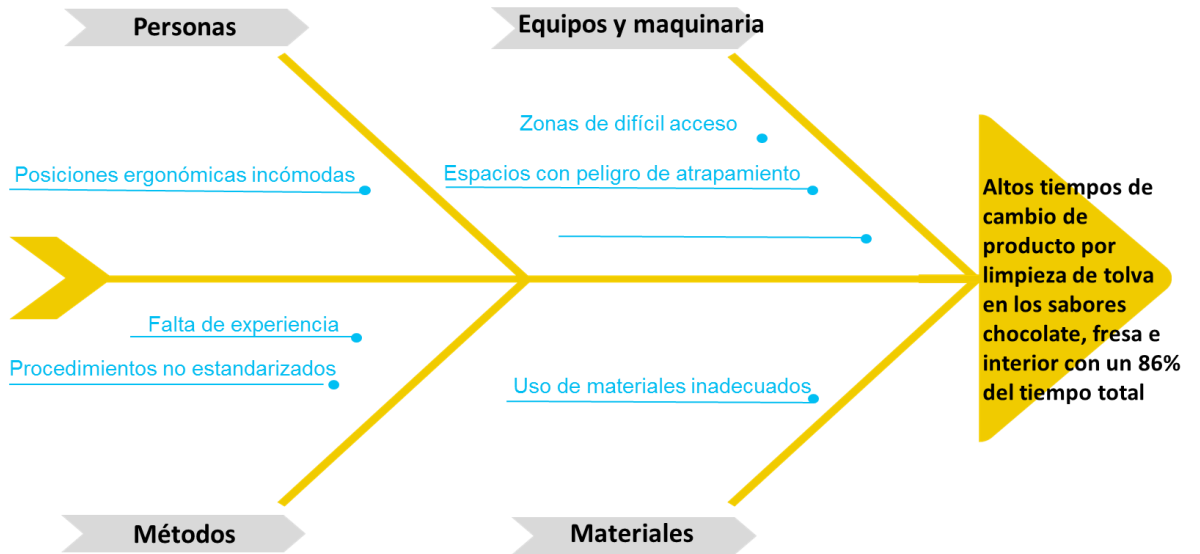 Personas
Equipos y maquinaria
Zonas de difícil acceso
Posiciones ergonómicas incómodas
Espacios con peligro de atrapamiento
Altos tiempos de
cambio de
producto por
limpieza de tolva
en los sabores
chocolate, fresa e
interior con un 86%
del tiempo total
Falta de experiencia
Procedimientos no estandarizados
Uso de materiales inadecuados
Métodos
Materiales